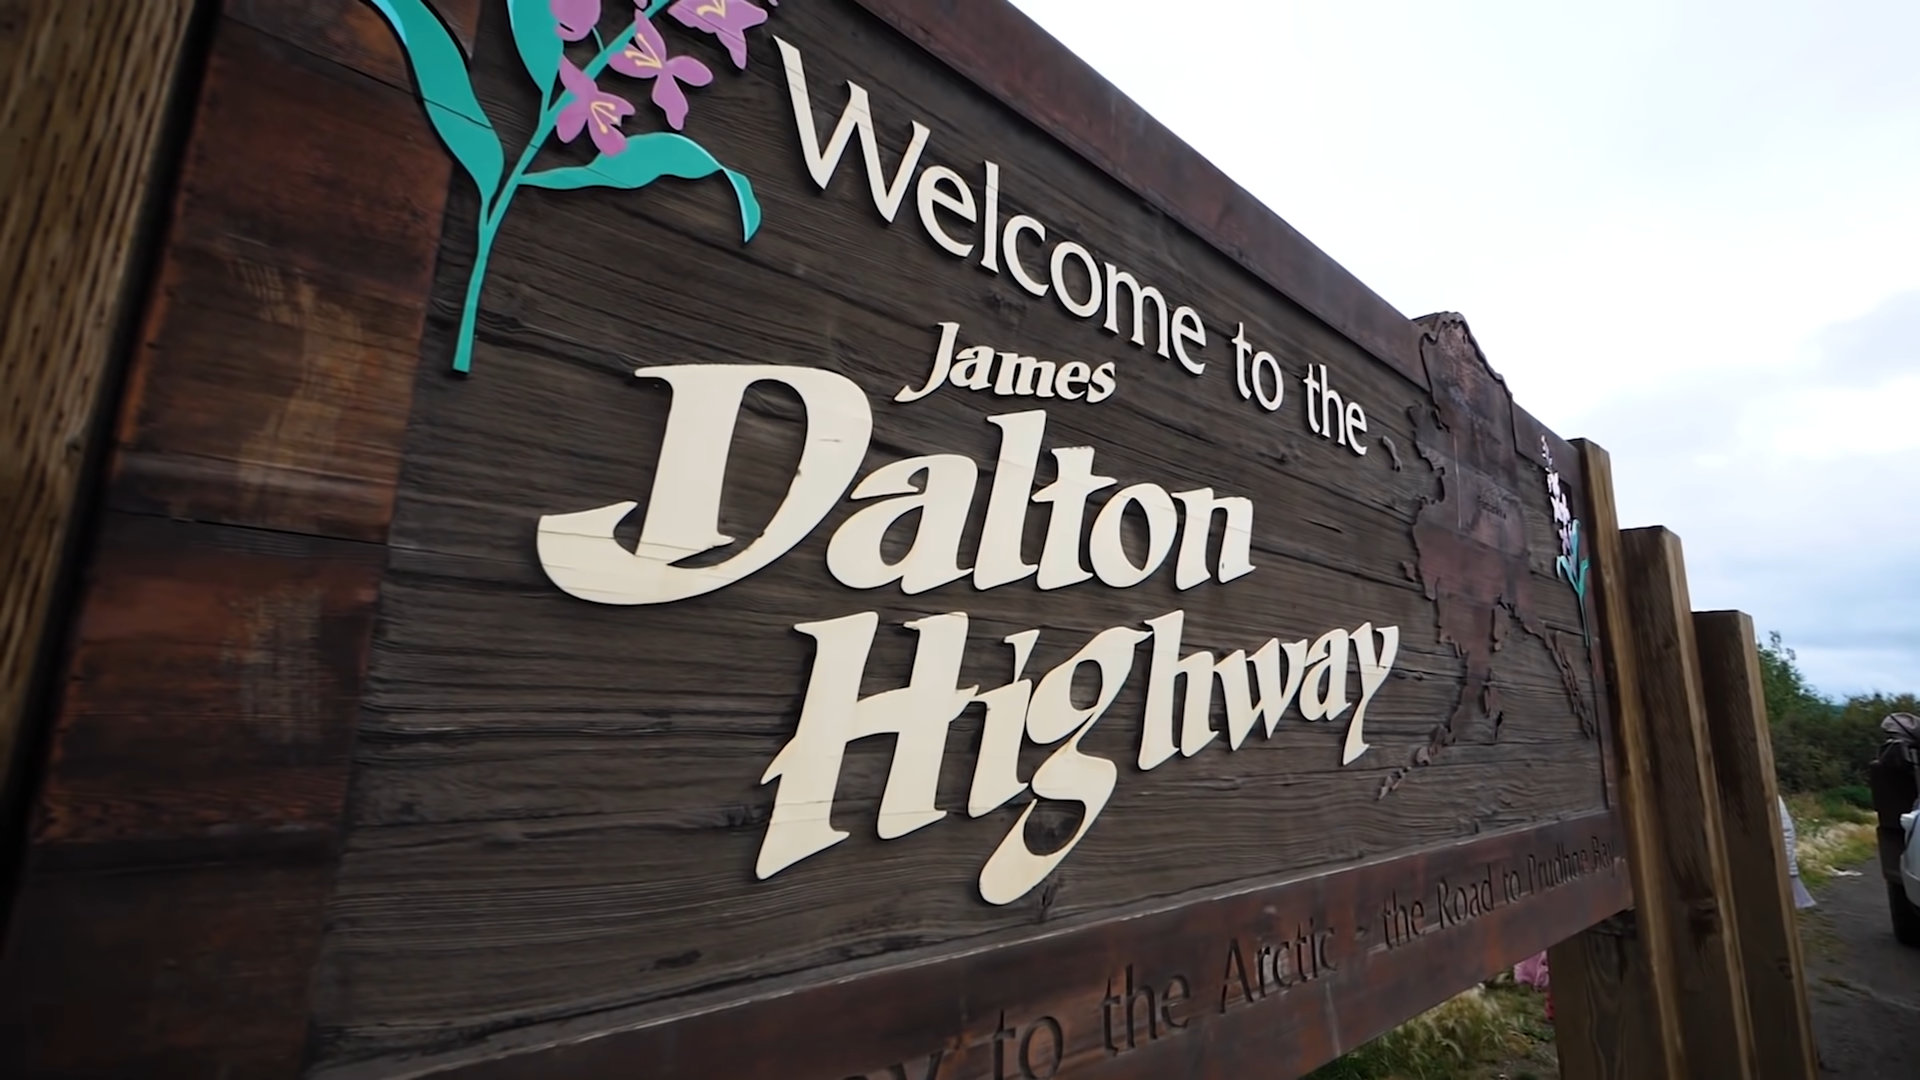 Welcome to the
James
Dalton
Highway
to the Arctic - the Road to Prudhoe Bay